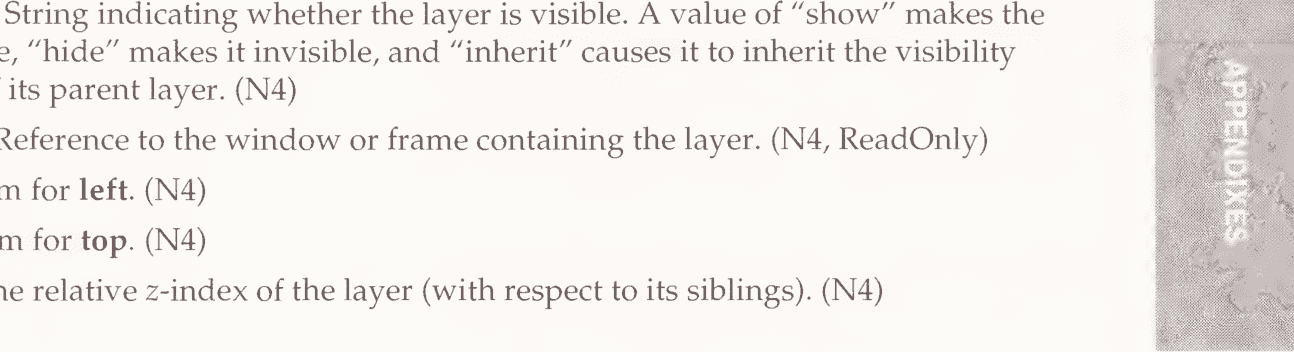 String indicating whether the layer is visible. A value of “show” makes the
“hide” makes it invisible, and “inherit” causes it to inherit the visibility
its parent layer. (N4)
Reference to the window or frame containing the layer. (N4, ReadOnly)
for left. (N4)
for top. (N4)
relative z-index of the layer (with respect to its siblings). (N4)
APPENDIXES